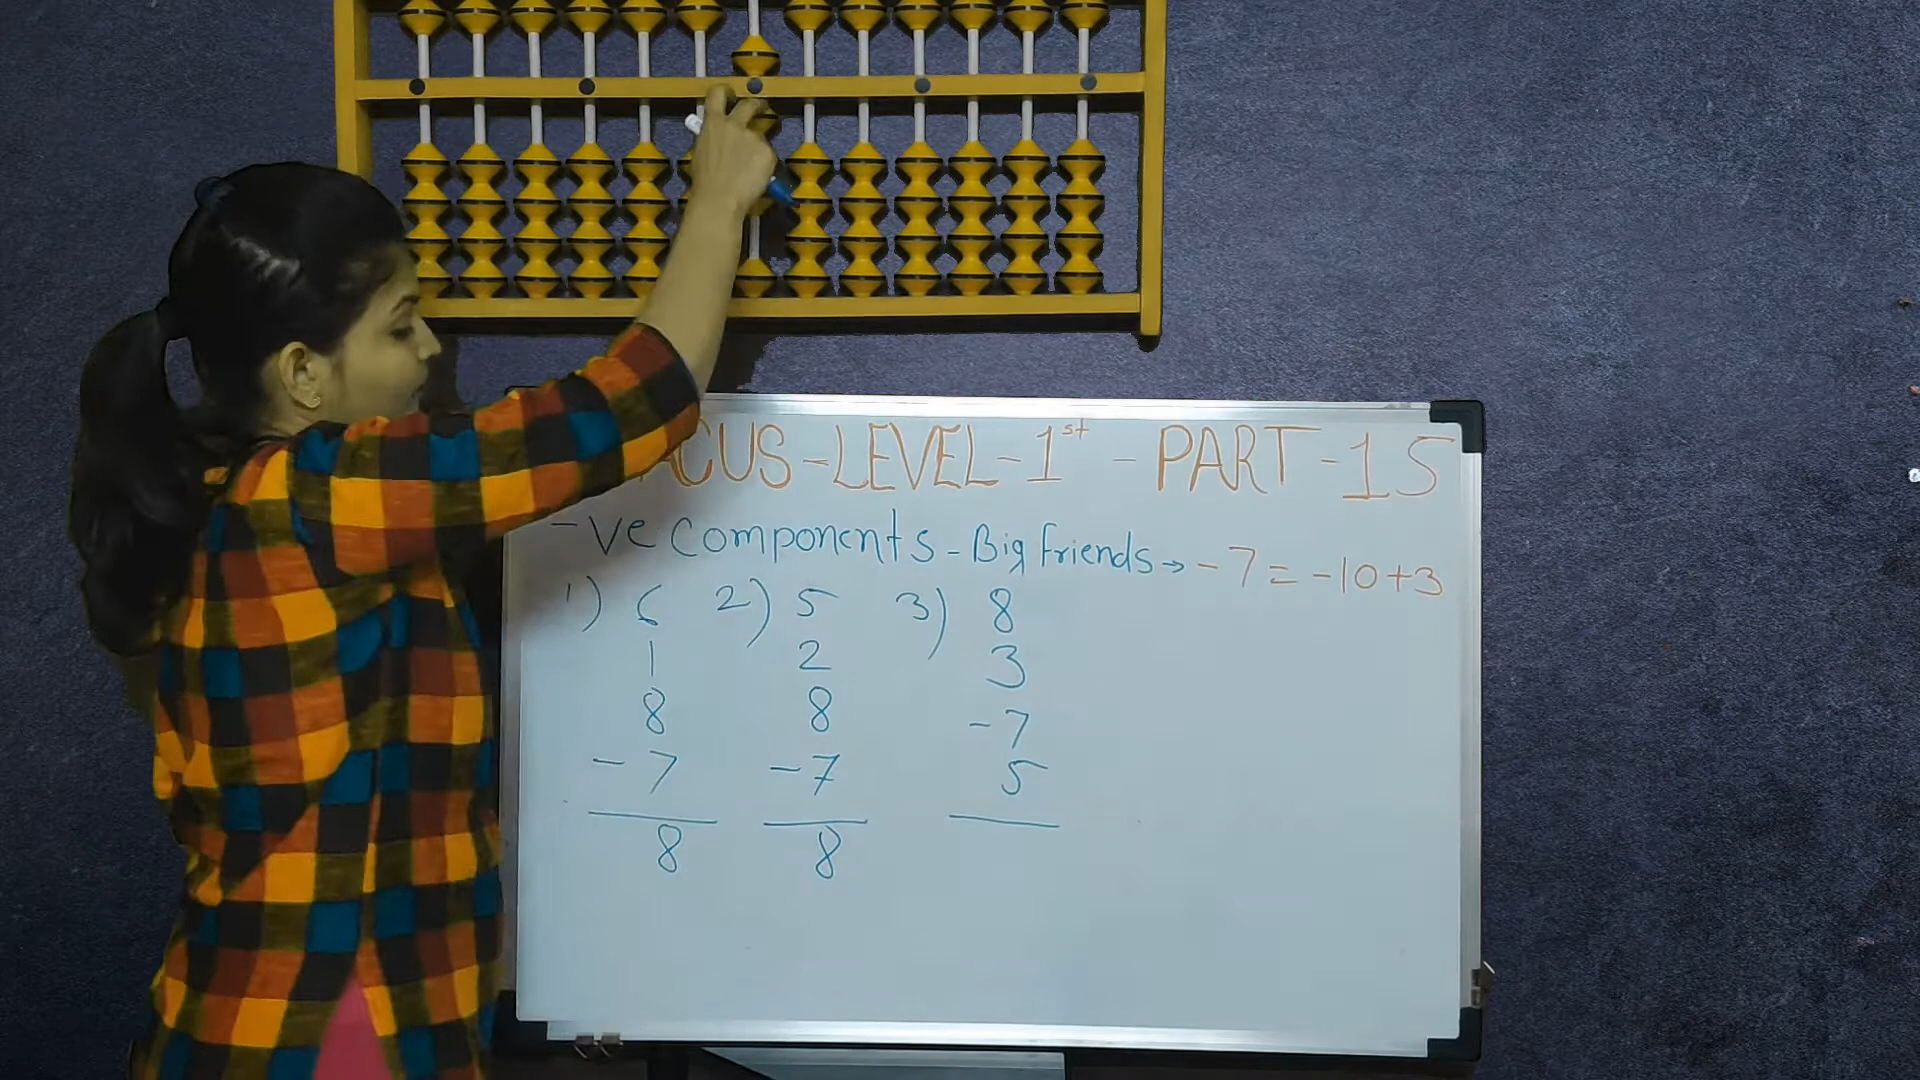 ACUS-LEVEL-1st - PART-15
-ve Components - Big friends → -7 = -10+3
1) 6 2) 5 3) 8
1 2 3
8 8 -7
-7 -7 5
8 8